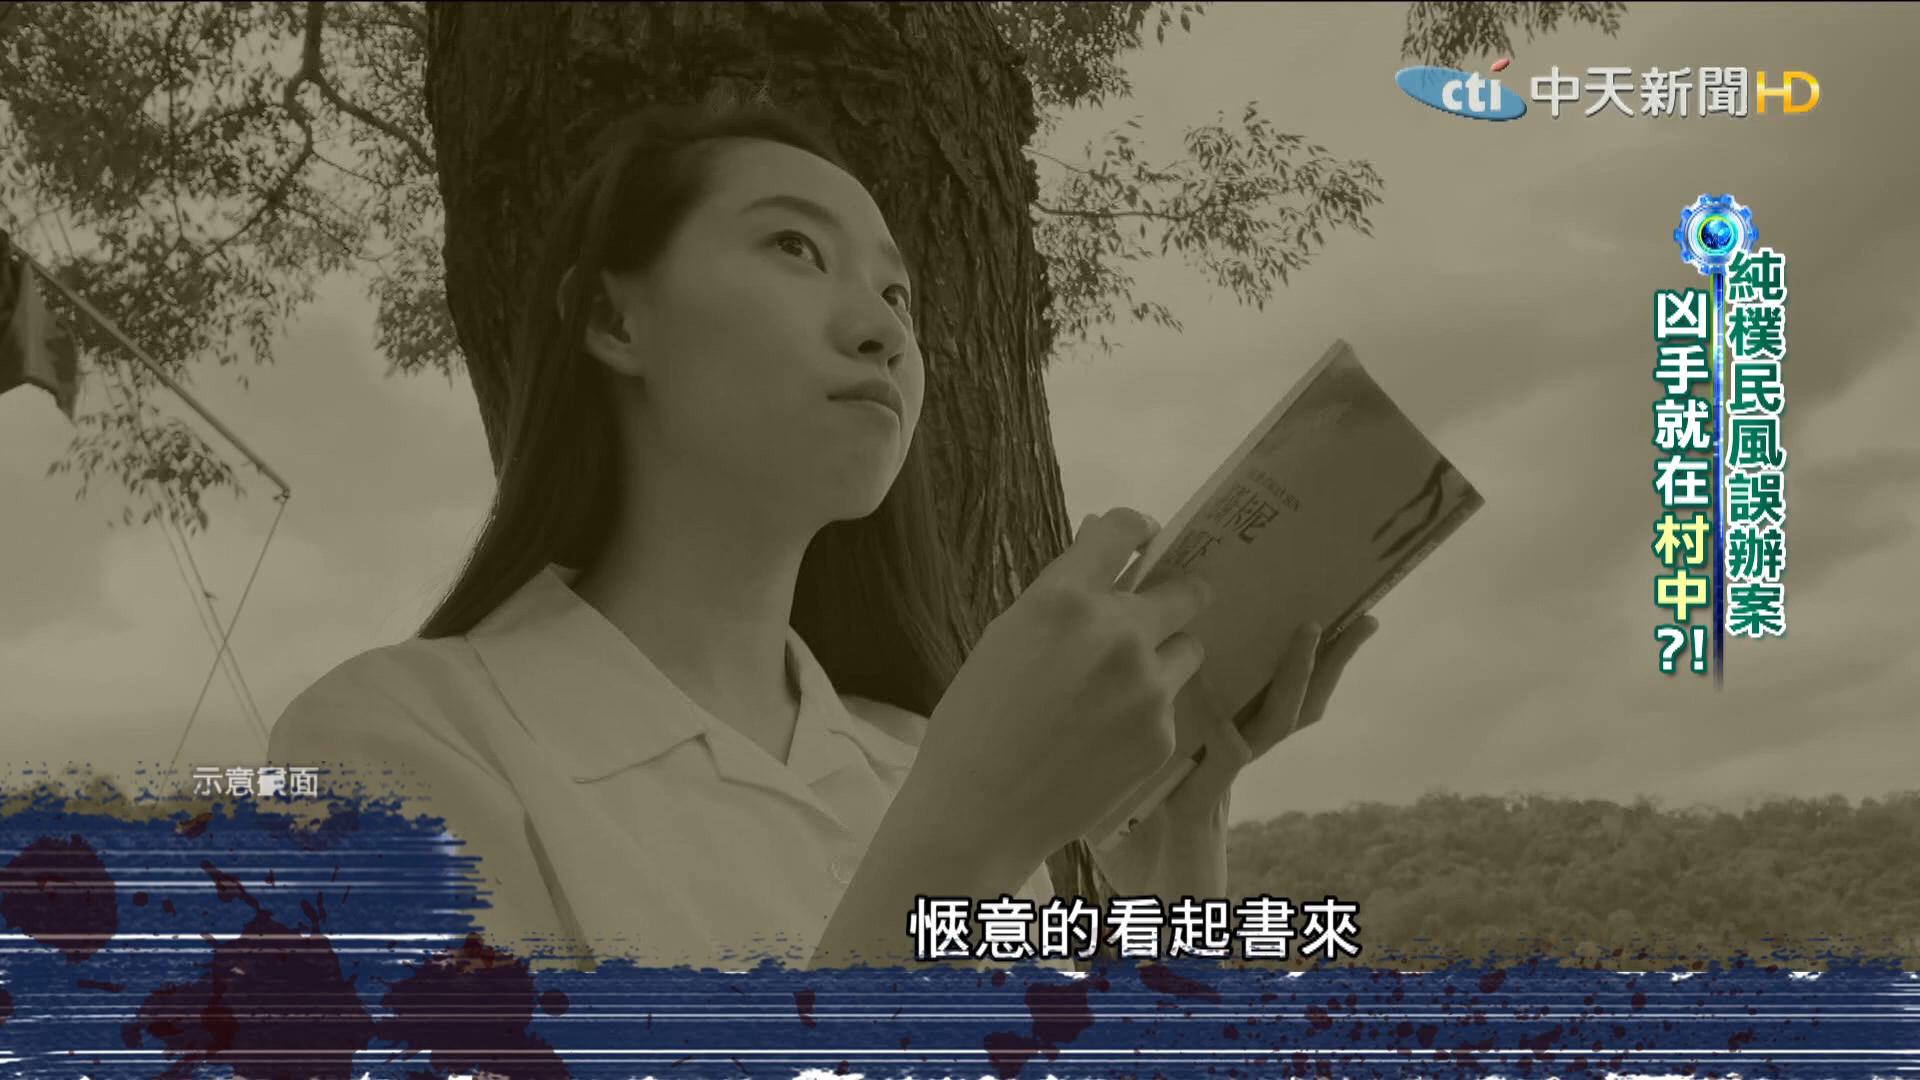 cti 中天新聞HD
純樸民風誤辦案
凶手就在村中?!
示意畫面
愜意的看起書來